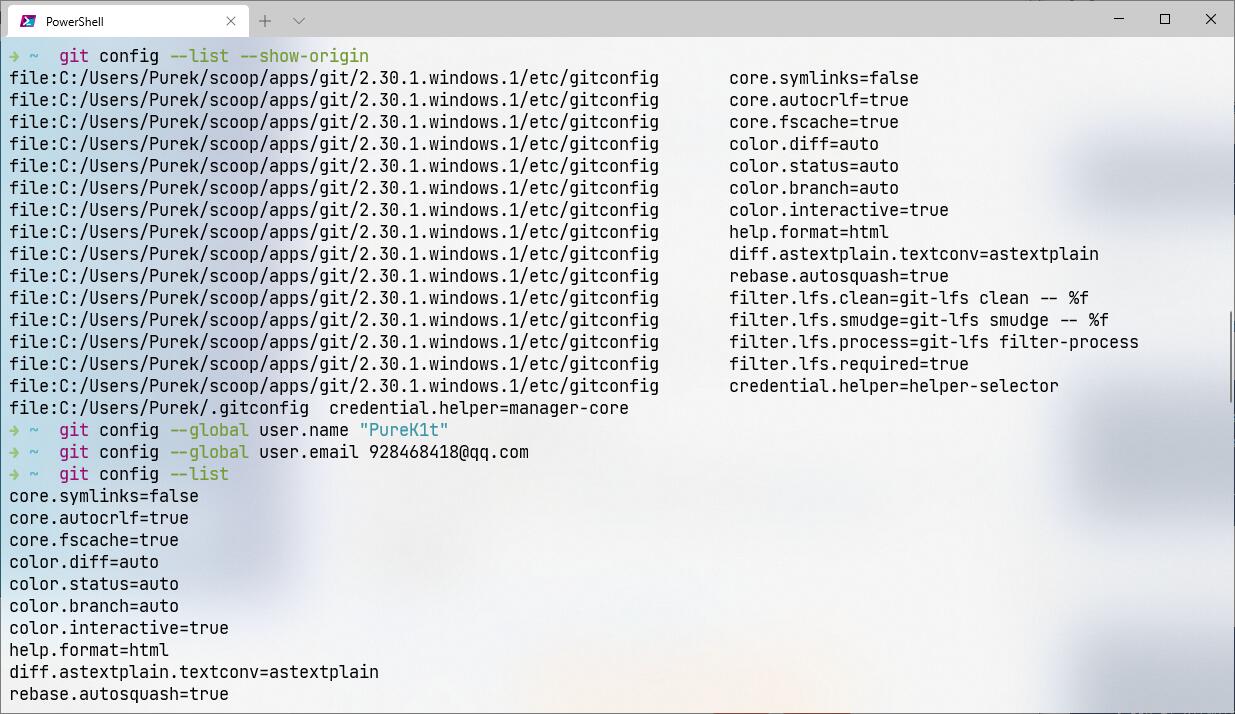 PowerShell
→ ~ git config --list --show-origin
file:C:/Users/Purek/scoop/apps/git/2.30.1.windows.1/etc/gitconfig core.symlinks=false
file:C:/Users/Purek/scoop/apps/git/2.30.1.windows.1/etc/gitconfig core.autocrlf=true
file:C:/Users/Purek/scoop/apps/git/2.30.1.windows.1/etc/gitconfig core.fscache=true
file:C:/Users/Purek/scoop/apps/git/2.30.1.windows.1/etc/gitconfig color.diff=auto
file:C:/Users/Purek/scoop/apps/git/2.30.1.windows.1/etc/gitconfig color.status=auto
file:C:/Users/Purek/scoop/apps/git/2.30.1.windows.1/etc/gitconfig color.branch=auto
file:C:/Users/Purek/scoop/apps/git/2.30.1.windows.1/etc/gitconfig color.interactive=true
file:C:/Users/Purek/scoop/apps/git/2.30.1.windows.1/etc/gitconfig help.format=html
file:C:/Users/Purek/scoop/apps/git/2.30.1.windows.1/etc/gitconfig diff.astextplain.textconv=astextplain
file:C:/Users/Purek/scoop/apps/git/2.30.1.windows.1/etc/gitconfig rebase.autosquash=true
file:C:/Users/Purek/scoop/apps/git/2.30.1.windows.1/etc/gitconfig filter.lfs.clean=git-lfs clean -- %f
file:C:/Users/Purek/scoop/apps/git/2.30.1.windows.1/etc/gitconfig filter.lfs.smudge=git-lfs smudge -- %f
file:C:/Users/Purek/scoop/apps/git/2.30.1.windows.1/etc/gitconfig filter.lfs.process=git-lfs filter-process
file:C:/Users/Purek/scoop/apps/git/2.30.1.windows.1/etc/gitconfig filter.lfs.required=true
file:C:/Users/Purek/scoop/apps/git/2.30.1.windows.1/etc/gitconfig credential.helper=helper-selector
file:C:/Users/Purek/.gitconfig credential.helper=manager-core
→ ~ git config --global user.name "PureK1t"
→ ~ git config --global user.email 928468418@qq.com
→ ~ git config --list
core.symlinks=false
core.autocrlf=true
core.fscache=true
color.diff=auto
color.status=auto
color.branch=auto
color.interactive=true
help.format=html
diff.astextplain.textconv=astextplain
rebase.autosquash=true